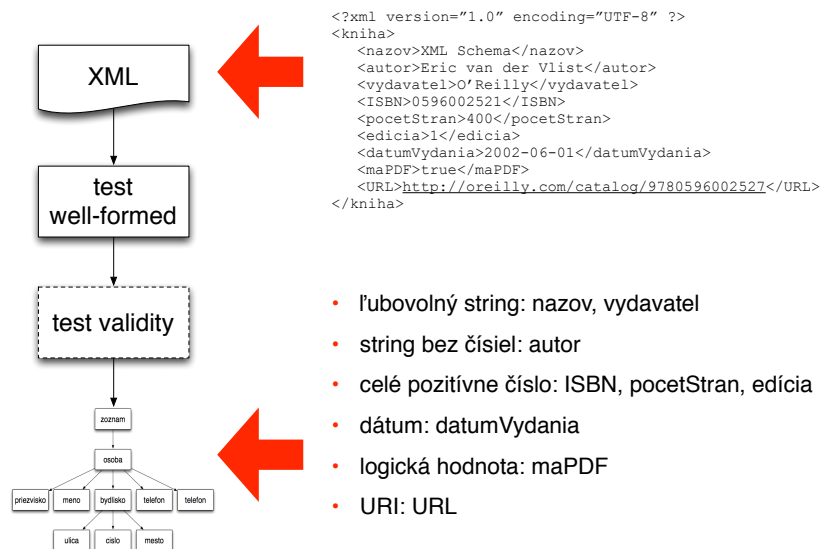 XML
test
well-formed
test validity
zoznam
osoba
priezvisko meno bydlisko telefon telefon
ulica cislo mesto
<?xml version=”1.0” encoding=”UTF-8” ?>
<kniha>
<nazov>XML Schema</nazov>
<autor>Eric van der Vlist</autor>
<vydavatel>O’Reilly</vydavatel>
<ISBN>0596002521</ISBN>
<pocetStran>400</pocetStran>
<edicia>1</edicia>
<datumVydania>2002-06-01</datumVydania>
<maPDF>true</maPDF>
<URL>http://oreilly.com/catalog/9780596002527</URL>
</kniha>
• ľubovolný string: nazov, vydavatel
• string bez čísiel: autor
• celé pozitívne číslo: ISBN, pocetStran, edícia
• dátum: datumVydania
• logická hodnota: maPDF
• URI: URL